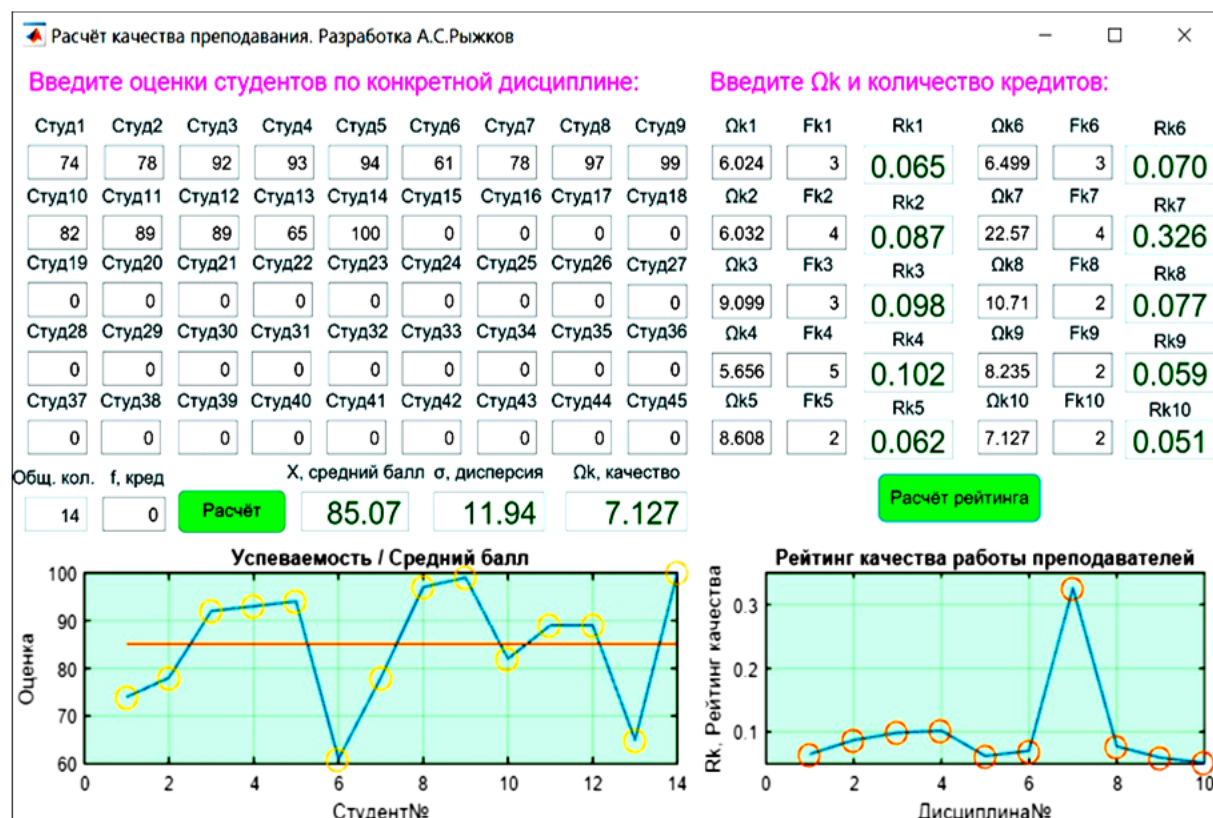 Расчёт качества преподавания. Разработка А.С.Рыжков
Введите оценки студентов по конкретной дисциплине:
Введите Ωk и количество кредитов:
Студ1 Студ2 Студ3 Студ4 Студ5 Студ6 Студ7 Студ8 Студ9 Ωk1 Fk1 Rk1 Ωk6 Fk6 Rk6
74 78 92 93 94 61 78 97 99 6.024 3 0.065 6.499 3 0.070
Студ10 Студ11 Студ12 Студ13 Студ14 Студ15 Студ16 Студ17 Студ18 Ωk2 Fk2 Rk2 Ωk7 Fk7 Rk7
82 89 89 65 100 0 0 0 0 6.032 4 0.087 22.57 4 0.326
Студ19 Студ20 Студ21 Студ22 Студ23 Студ24 Студ25 Студ26 Студ27 Ωk3 Fk3 Rk3 Ωk8 Fk8 Rk8
0 0 0 0 0 0 0 0 0 9.099 3 0.098 10.71 2 0.077
Студ28 Студ29 Студ30 Студ31 Студ32 Студ33 Студ34 Студ35 Студ36 Ωk4 Fk4 Rk4 Ωk9 Fk9 Rk9
0 0 0 0 0 0 0 0 0 5.656 5 0.102 8.235 2 0.059
Студ37 Студ38 Студ39 Студ40 Студ41 Студ42 Студ43 Студ44 Студ45 Ωk5 Fk5 Rk5 Ωk10 Fk10 Rk10
0 0 0 0 0 0 0 0 0 8.608 2 0.062 7.127 2 0.051
Общ. кол. f, кред X, средний балл σ, дисперсия Ωk, качество
14 0 Расчёт 85.07 11.94 7.127
Расчёт рейтинга
Успеваемость / Средний балл
Оценка
100
90
80
70
60
0 2 4 6 8 10 12 14
Студент№
Рейтинг качества работы преподавателей
Rk, Рейтинг качества
0.3
0.2
0.1
0 2 4 6 8 10
Дисциплина№